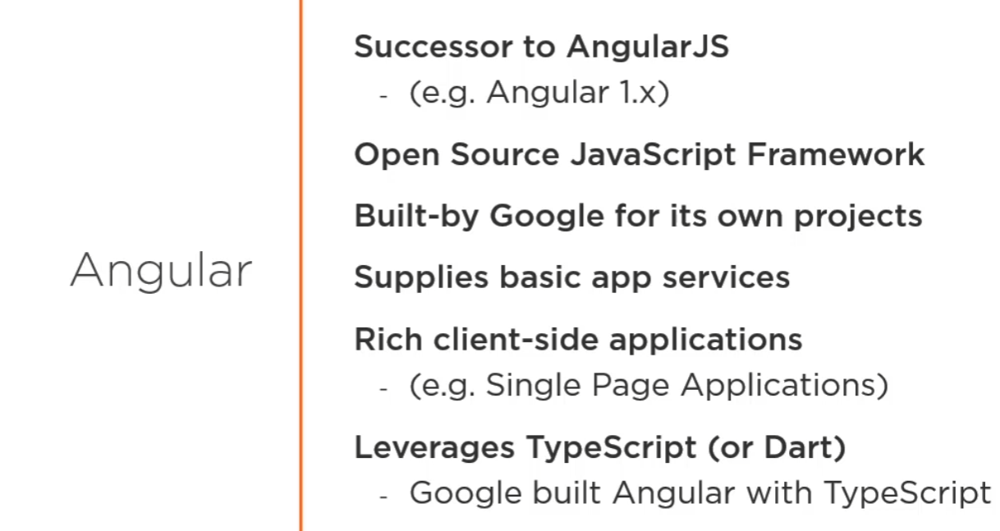 Angular
Successor to AngularJS
- (e.g. Angular 1.x)
Open Source JavaScript Framework
Built-by Google for its own projects
Supplies basic app services
Rich client-side applications
- (e.g. Single Page Applications)
Leverages TypeScript (or Dart)
- Google built Angular with TypeScript